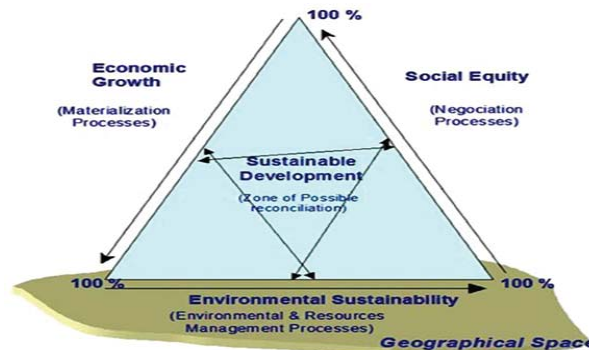 100 %
Economic
Growth
(Materialization
Processes)
Social Equity
(Negociation
Processes)
Sustainable
Development
(Zone of Possible
reconciliation)
100 %
100 %
Environmental Sustainability
(Environmental & Resources
Management Processes)
Geographical Space